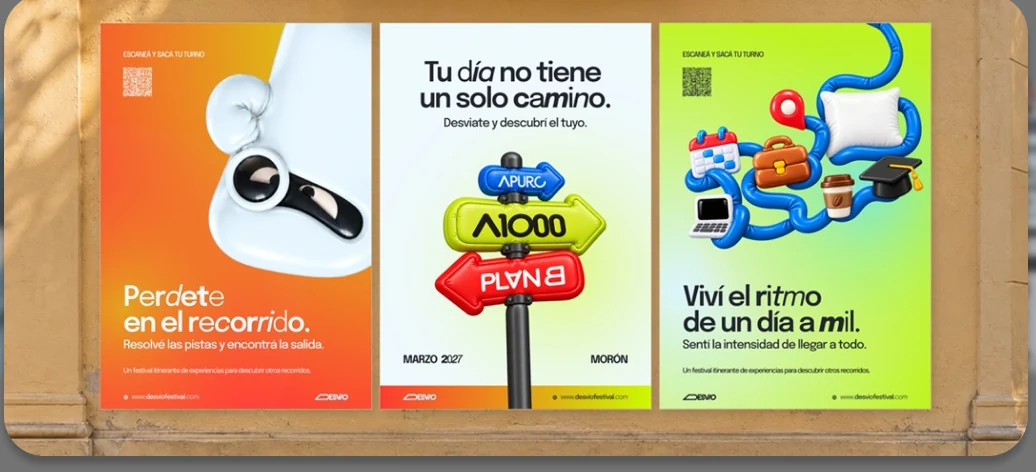 ESCANEÁ Y SACÁ TU TURNO
Perdete
en el recorrido.
Resolvé las pistas y encontrá la salida.
Un festival itinerante de experiencias para descubrir otros recorridos.
www.desviofestival.com
DESVIO
Tu día no tiene
un solo camino.
Desviate y descubrí el tuyo.
APURO
A1000
PLAN B
MARZO 2027
MORÓN
DESVIO
www.desviofestival.com
ESCANEÁ Y SACÁ TU TURNO
Viví el ritmo
de un día a mil.
Sentí la intensidad de llegar a todo.
Un festival itinerante de experiencias para descubrir otros recorridos.
DESVIO
www.desviofestival.com